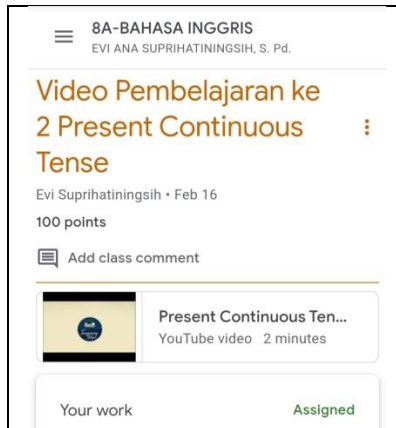 8A-BAHASA INGGRIS
EVI ANA SUPRIHATININGSIH, S. Pd.
Video Pembelajaran ke
2 Present Continuous
Tense
Evi Suprihatiningsih • Feb 16
100 points
Add class comment
Present Continuous Ten...
YouTube video 2 minutes
Your work
Assigned